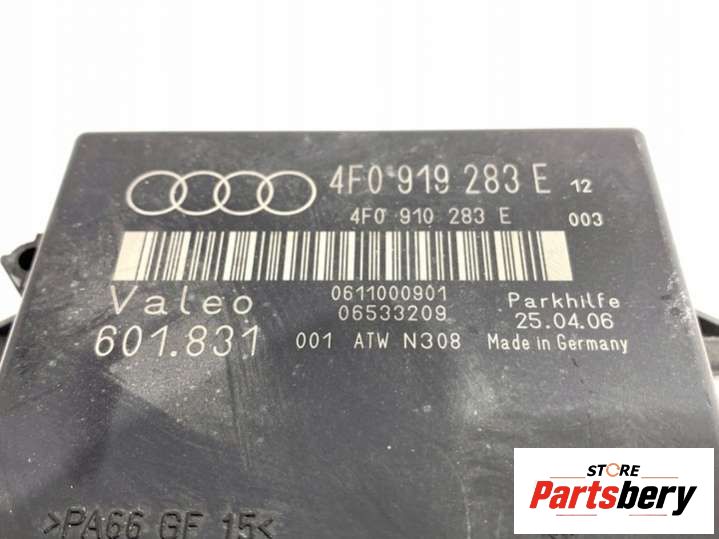 4F0 919 283 E 12
4F0 910 283 E 003
Valeo 0611000901 Parkhilfe
06533209 25.04.06
601.831 001 ATW N308 Made in Germany
>PA66 GF 15<
STORE
Partsbery